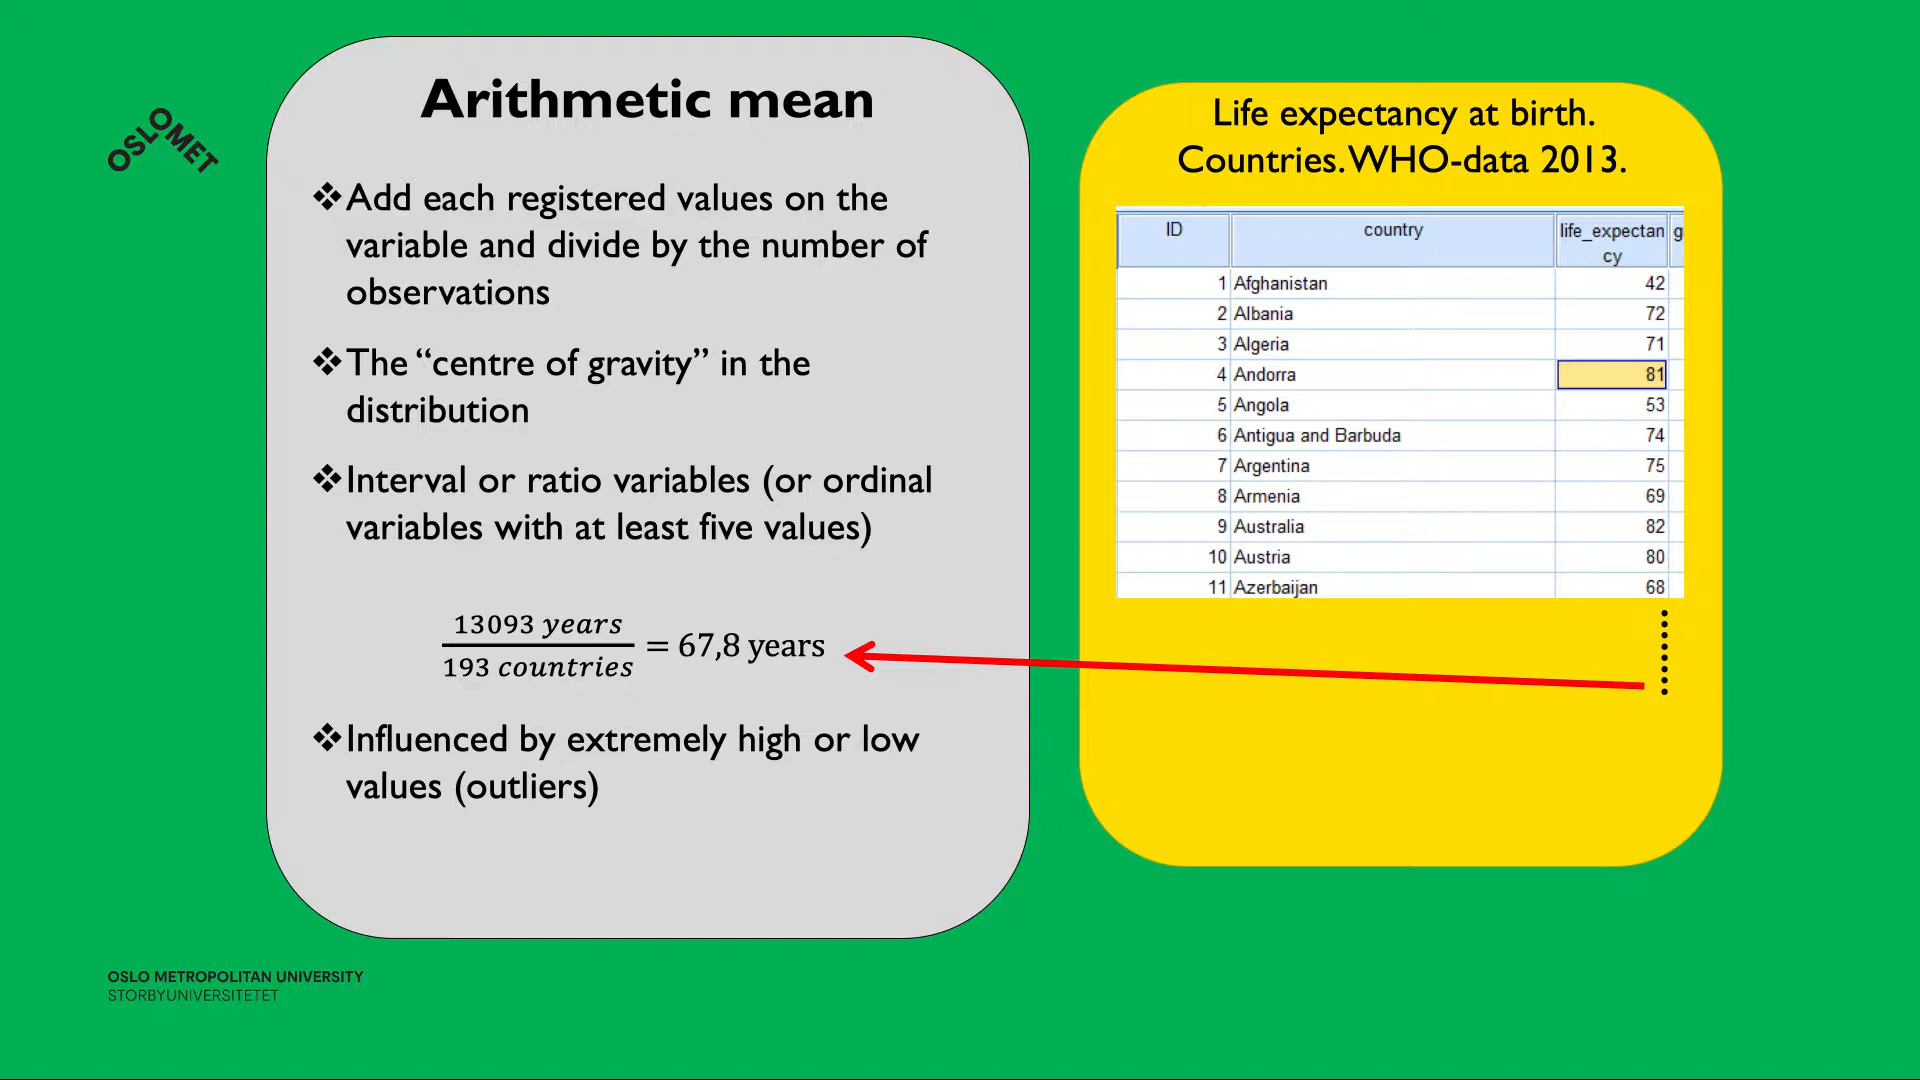 OSLOMET
Arithmetic mean
❖Add each registered values on the
variable and divide by the number of
observations
❖The “centre of gravity” in the
distribution
❖Interval or ratio variables (or ordinal
variables with at least five values)
13093 years
193 countries
= 67,8 years
❖Influenced by extremely high or low
values (outliers)
Life expectancy at birth.
Countries. WHO-data 2013.
ID country life_expectan g
cy
1 Afghanistan 42
2 Albania 72
3 Algeria 71
4 Andorra 81
5 Angola 53
6 Antigua and Barbuda 74
7 Argentina 75
8 Armenia 69
9 Australia 82
10 Austria 80
11 Azerbaijan 68
OSLO METROPOLITAN UNIVERSITY
STORBYUNIVERSITETET